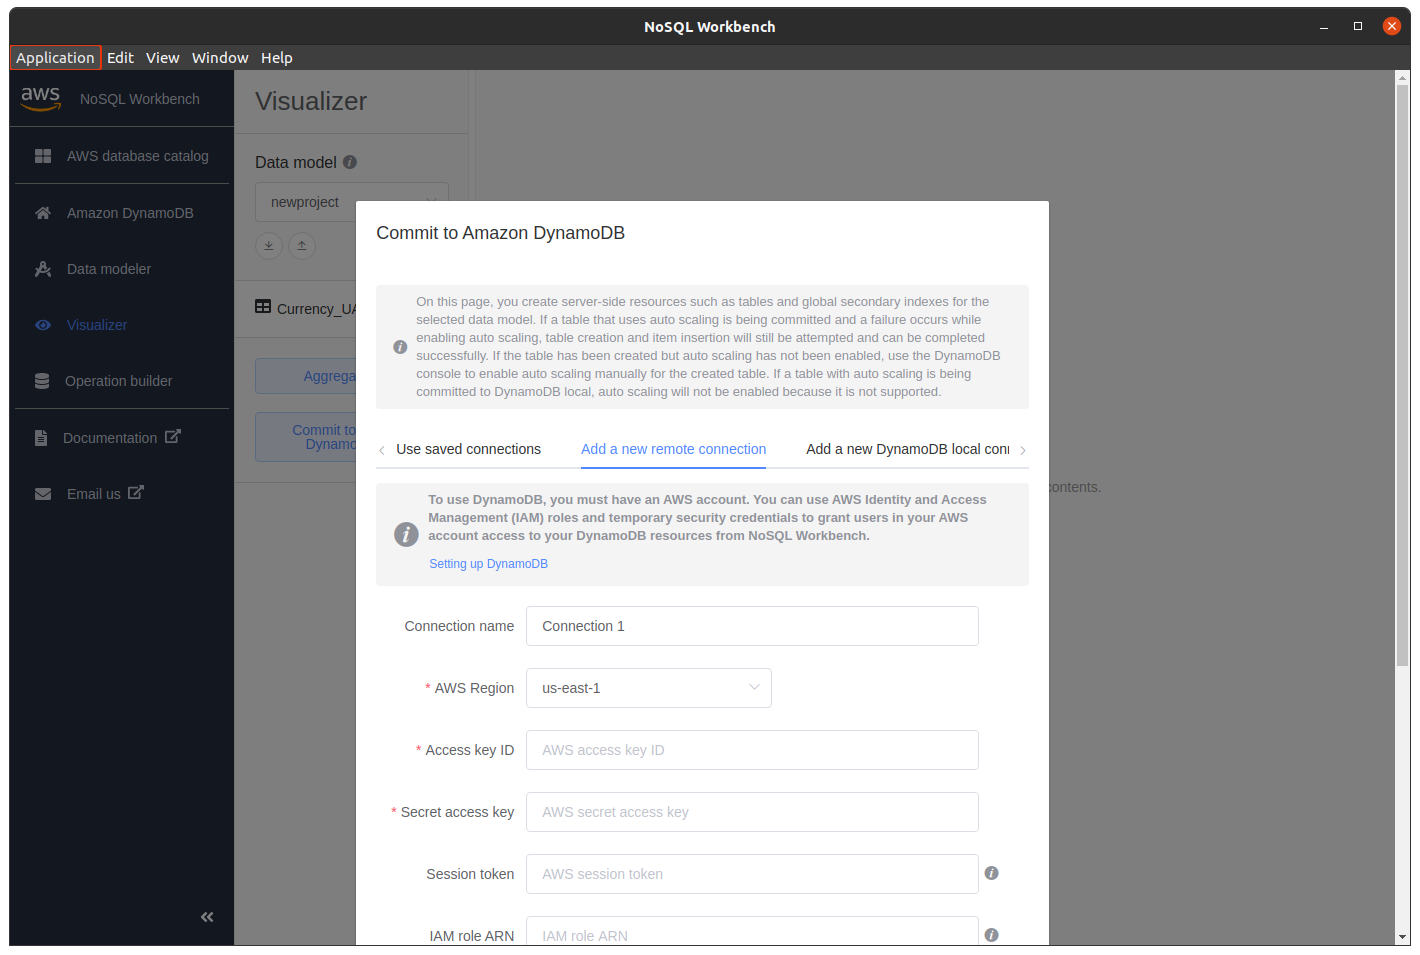 NoSQL Workbench
Application Edit View Window Help
aws NoSQL Workbench
AWS database catalog
Amazon DynamoDB
Data modeler
Visualizer
Operation builder
Documentation
Email us
Visualizer
Data model
newproject
Currency_UA
Aggrega
Commit to
Dynamo
Commit to Amazon DynamoDB
On this page, you create server-side resources such as tables and global secondary indexes for the
selected data model. If a table that uses auto scaling is being committed and a failure occurs while
enabling auto scaling, table creation and item insertion will still be attempted and can be completed
successfully. If the table has been created but auto scaling has not been enabled, use the DynamoDB
console to enable auto scaling manually for the created table. If a table with auto scaling is being
committed to DynamoDB local, auto scaling will not be enabled because it is not supported.
Use saved connections Add a new remote connection Add a new DynamoDB local con
To use DynamoDB, you must have an AWS account. You can use AWS Identity and Access
Management (IAM) roles and temporary security credentials to grant users in your AWS
account access to your DynamoDB resources from NoSQL Workbench.
Setting up DynamoDB
Connection name Connection 1
* AWS Region us-east-1
* Access key ID AWS access key ID
* Secret access key AWS secret access key
Session token AWS session token
IAM role ARN IAM role ARN
contents.